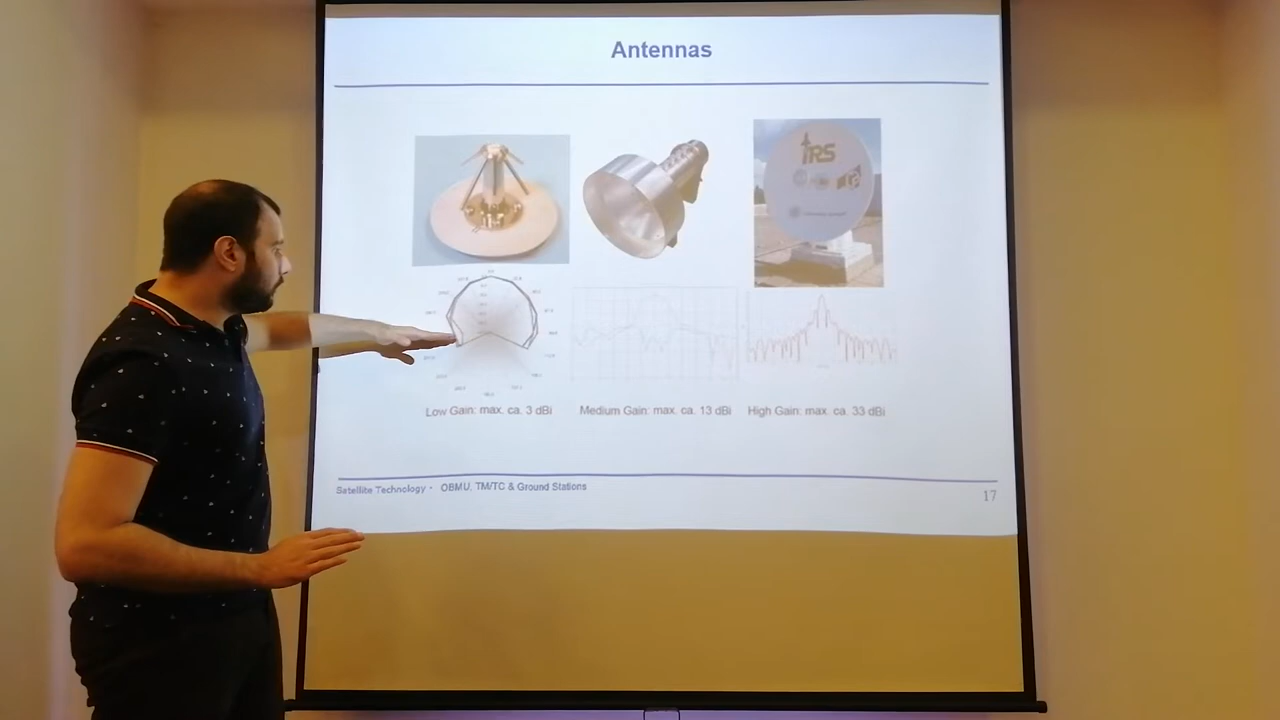 Antennas
IRS
Low Gain: max. ca. 3 dBi
Medium Gain: max. ca. 13 dBi
High Gain: max. ca. 33 dBi
Satellite Technology - OBMU, TM/TC & Ground Stations
17